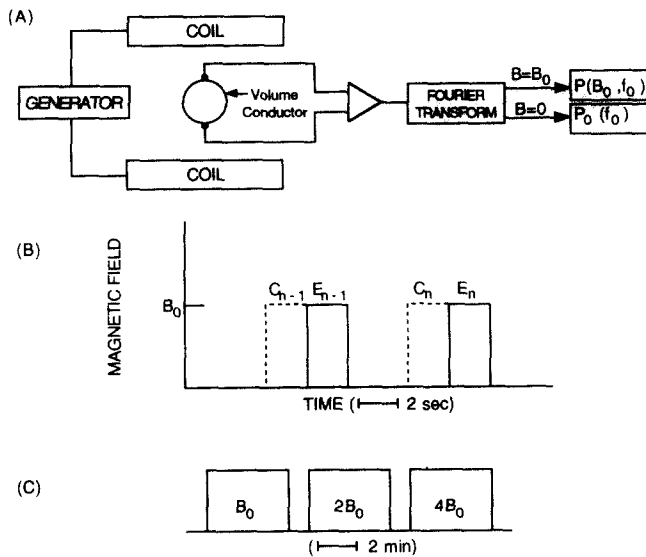 (A)
COIL
GENERATOR
Volume
Conductor
FOURIER
TRANSFORM
B=B₀
B=0
P(B₀,f₀)
P₀ (f₀)
COIL
(B)
MAGNETIC FIELD
B₀
Cₙ₋₁ Eₙ₋₁ Cₙ Eₙ
TIME (⊢—⊣ 2 sec)
(C)
B₀ 2B₀ 4B₀
(⊢—⊣ 2 min)